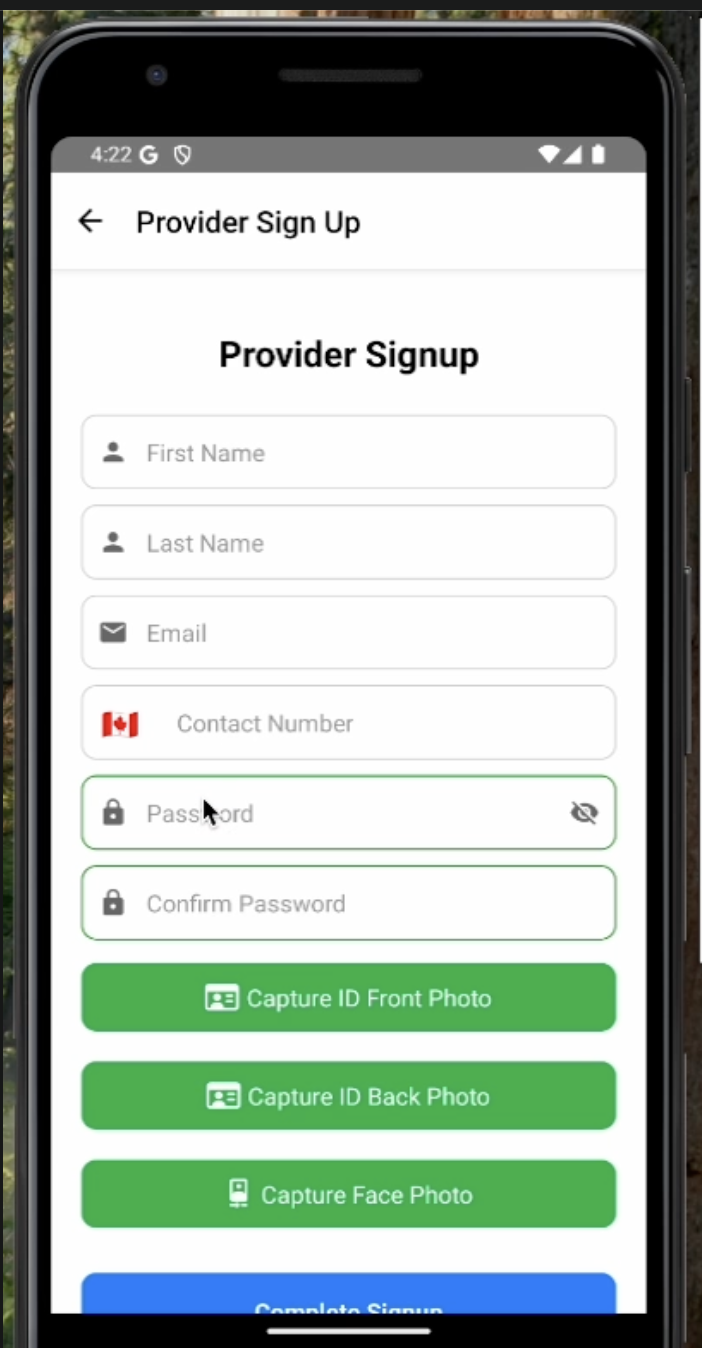 4:22 G
Provider Sign Up
Provider Signup
First Name
Last Name
Email
Contact Number
Password
Confirm Password
Capture ID Front Photo
Capture ID Back Photo
Capture Face Photo
Complete Signup